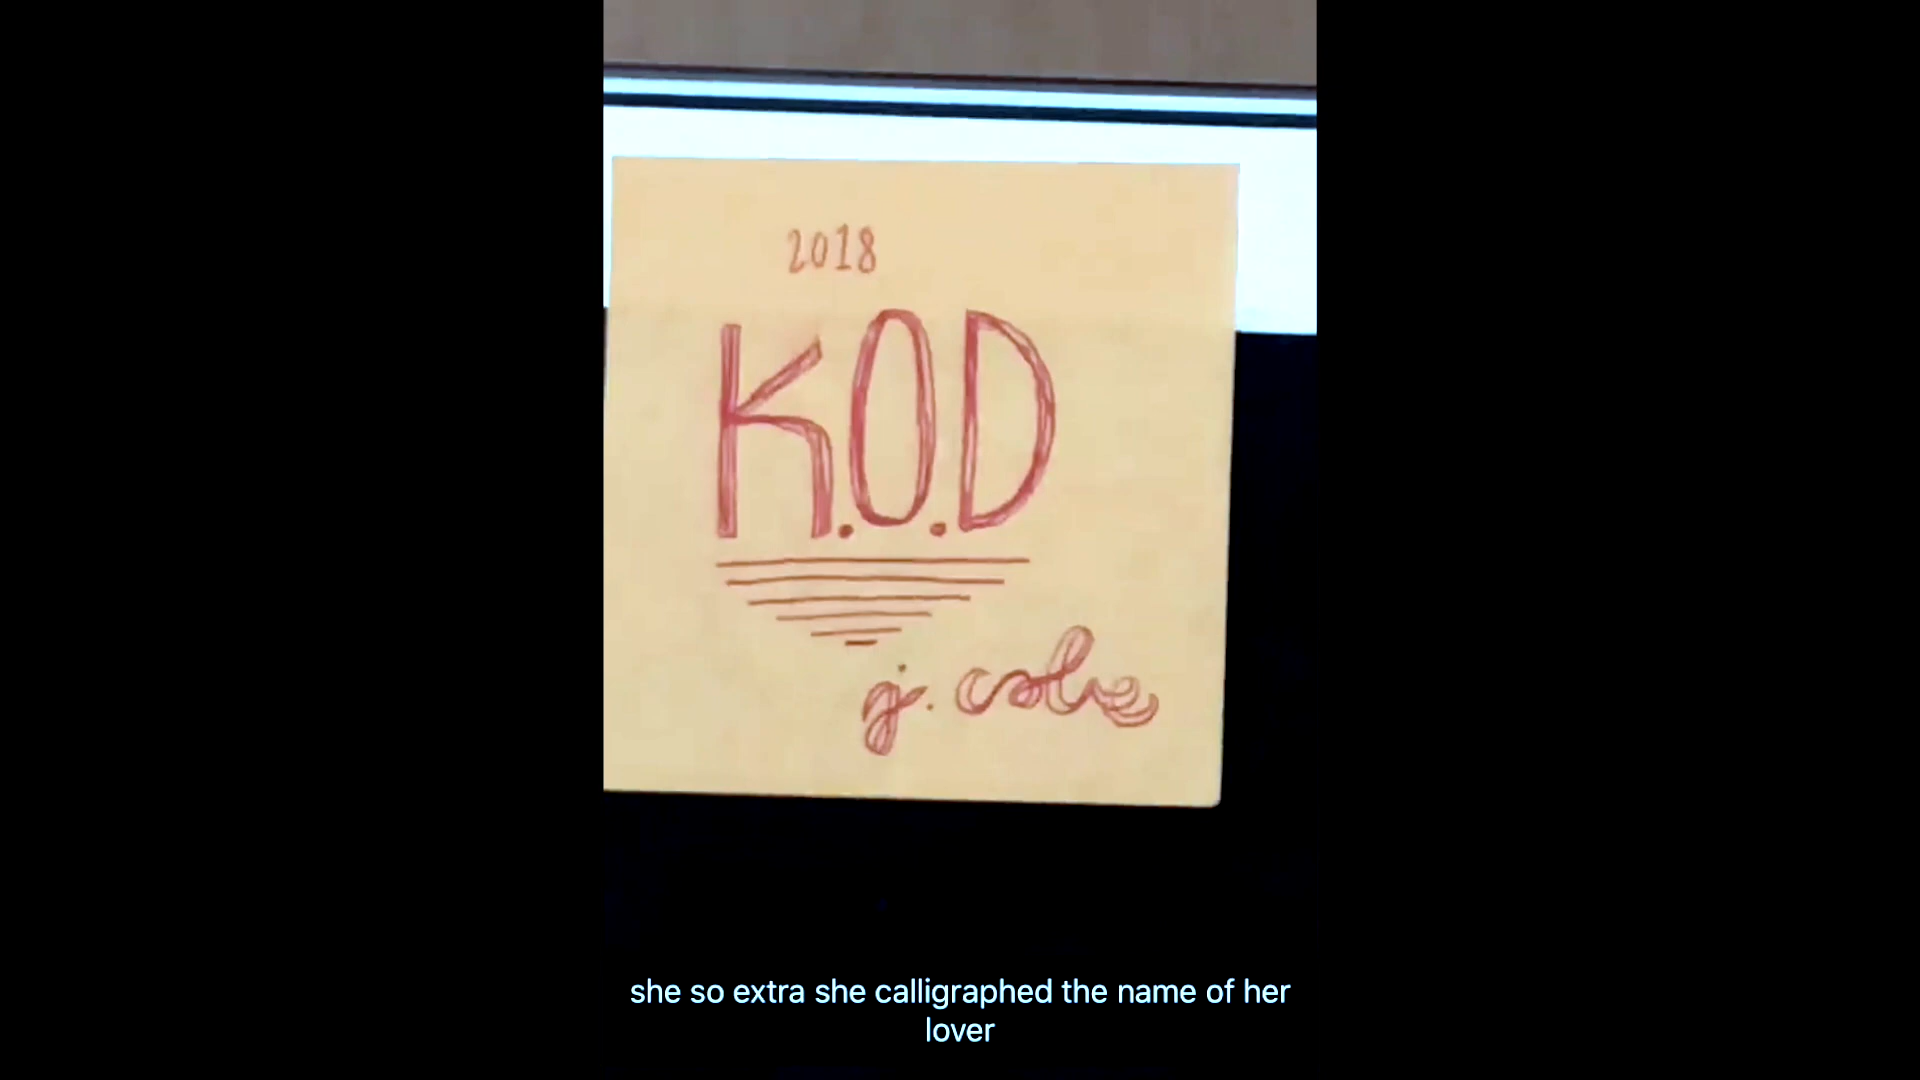 2018
K.O.D
j. cole
she so extra she calligraphed the name of her
lover